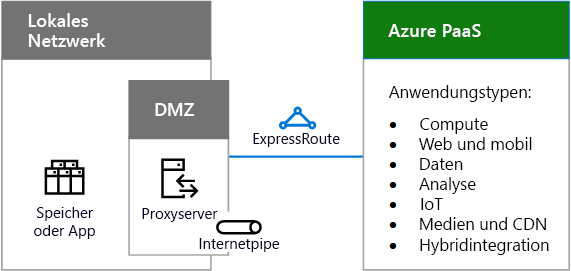 Lokales
Netzwerk
DMZ
Speicher
oder App
Proxyserver
Internetpipe
ExpressRoute
Azure PaaS
Anwendungstypen:
• Compute
• Web und mobil
• Daten
• Analyse
• IoT
• Medien und CDN
• Hybridintegration